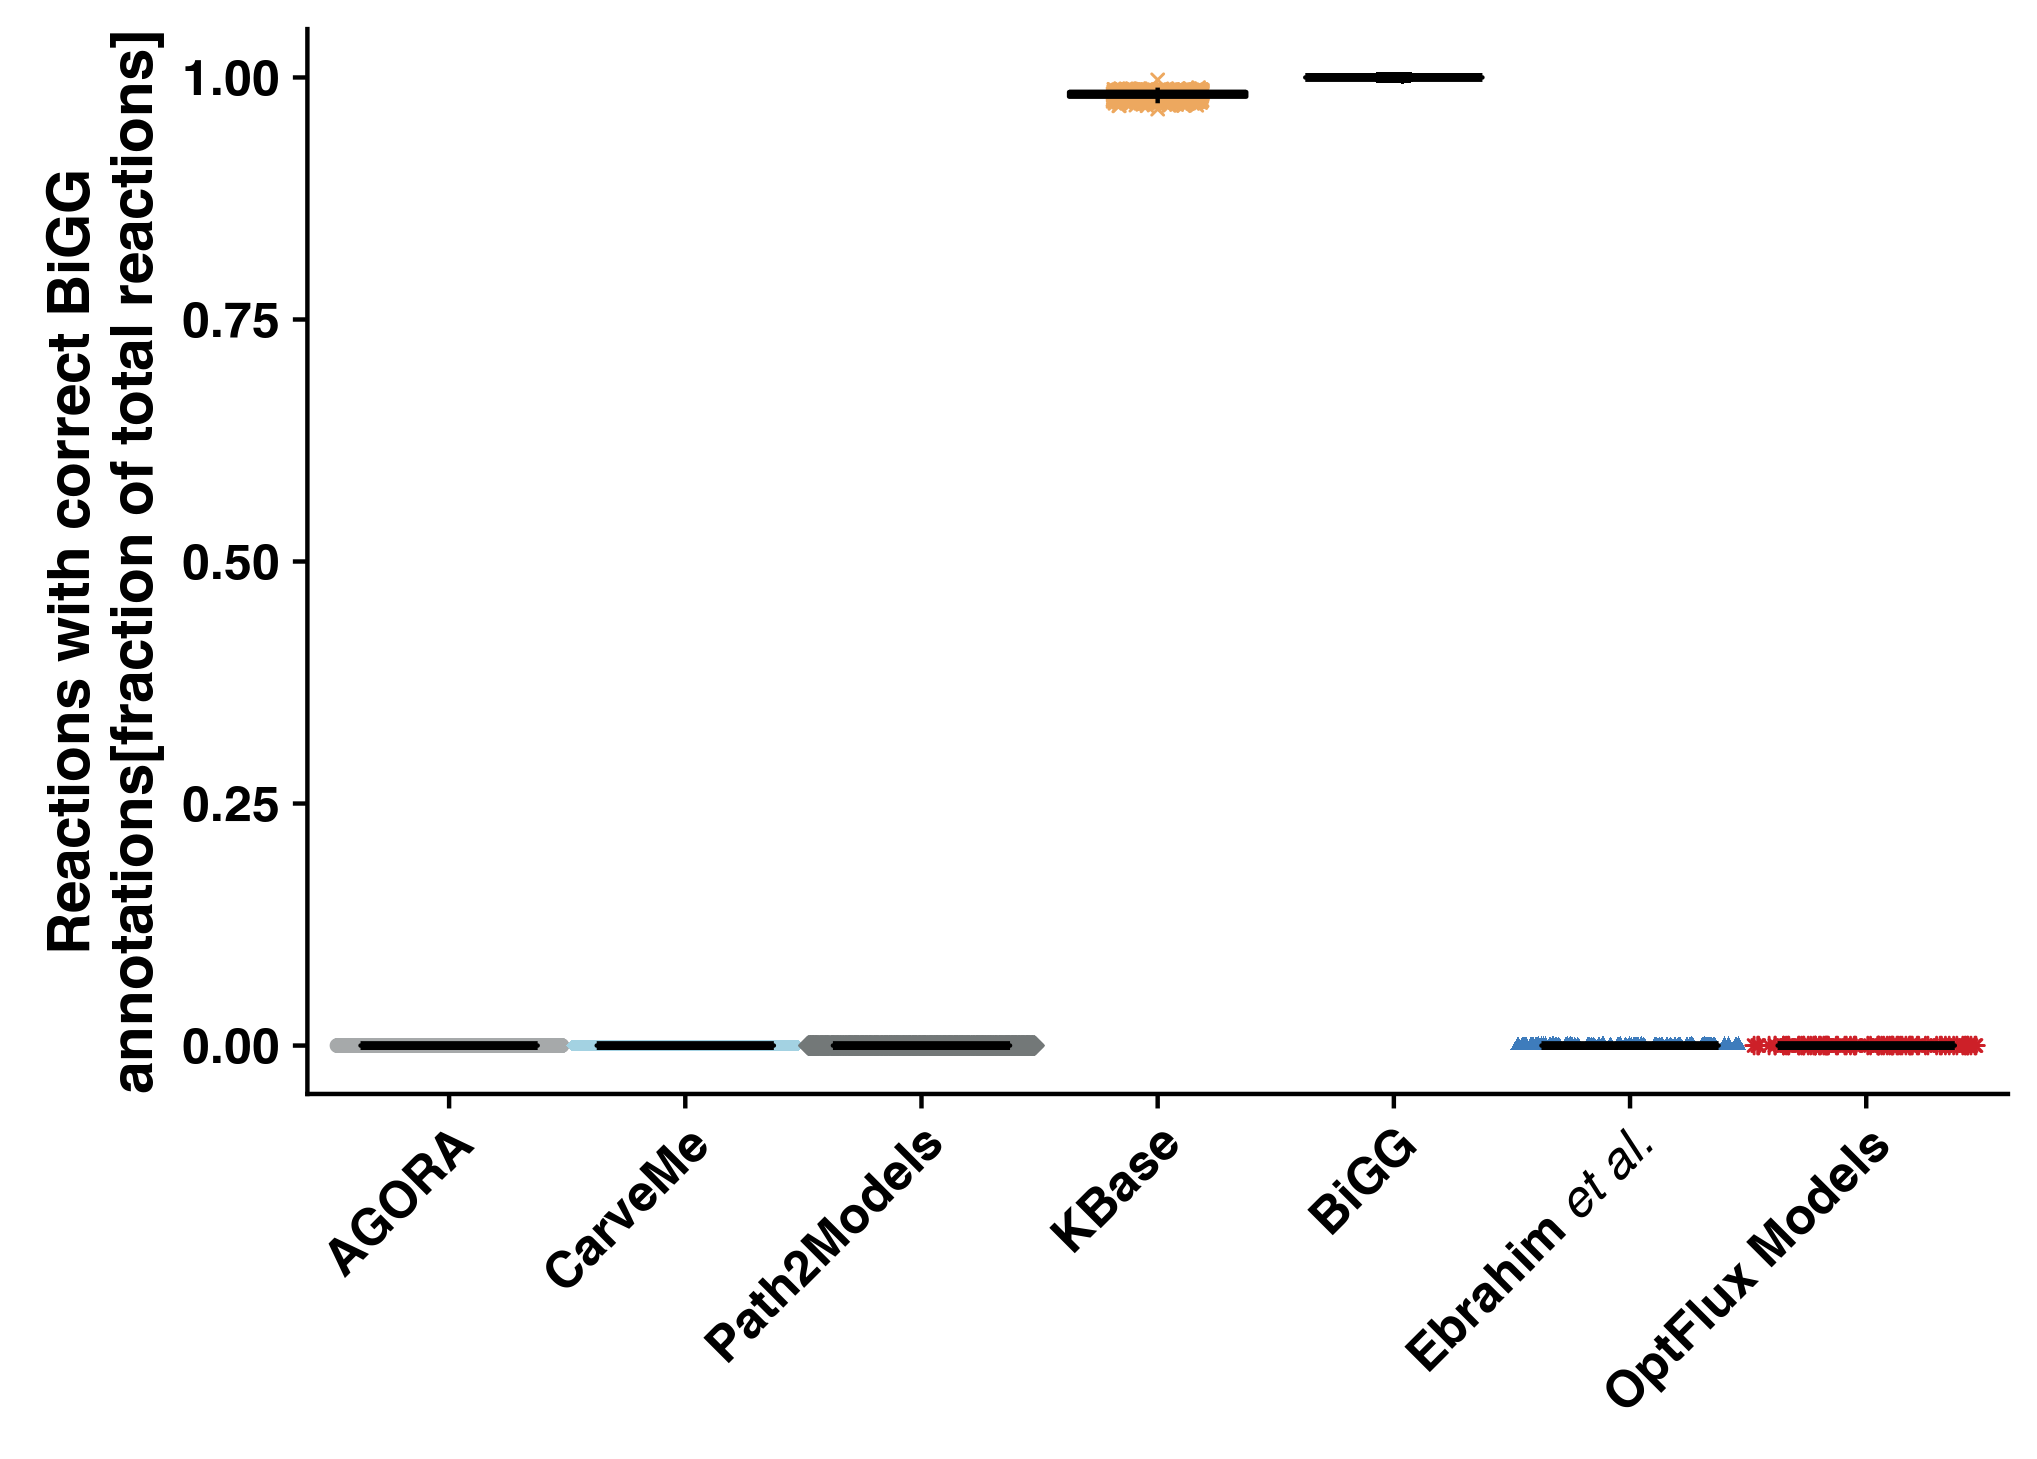 Reactions with correct BiGG
annotations[fraction of total reactions]
1.00
0.75
0.50
0.25
0.00
AGORA
CarveMe
Path2Models
KBase
BiGG
Ebrahim et al.
OptFlux Models